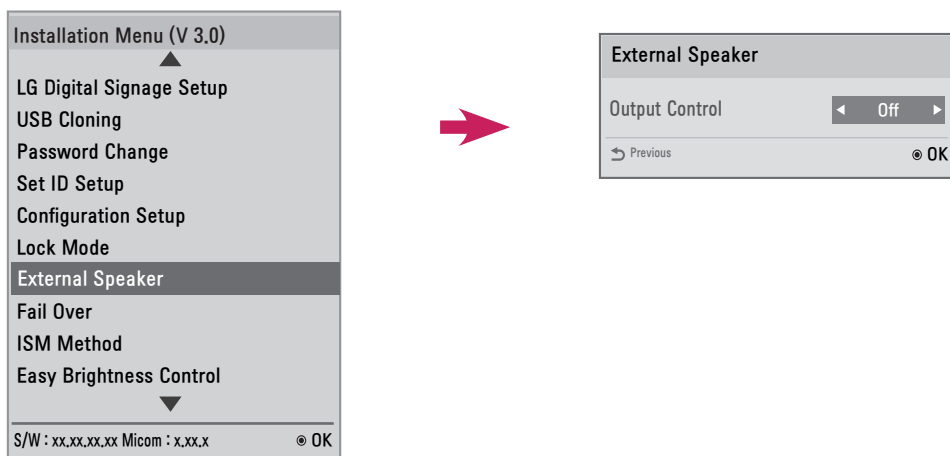 Installation Menu (V 3.0)
LG Digital Signage Setup
USB Cloning
Password Change
Set ID Setup
Configuration Setup
Lock Mode
External Speaker
Fail Over
ISM Method
Easy Brightness Control
S/W : xx.xx.xx.xx Micom : x.xx.x OK
External Speaker
Output Control Off
Previous OK